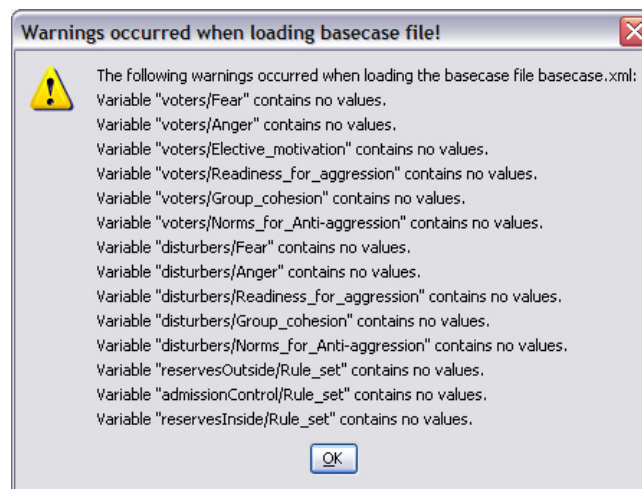 Warnings occurred when loading basecase file!
The following warnings occurred when loading the basecase file basecase.xml:
Variable "voters/Fear" contains no values.
Variable "voters/Anger" contains no values.
Variable "voters/Elective_motivation" contains no values.
Variable "voters/Readiness_for_aggression" contains no values.
Variable "voters/Group_cohesion" contains no values.
Variable "voters/Norms_for_Anti-aggression" contains no values.
Variable "disturbers/Fear" contains no values.
Variable "disturbers/Anger" contains no values.
Variable "disturbers/Readiness_for_aggression" contains no values.
Variable "disturbers/Group_cohesion" contains no values.
Variable "disturbers/Norms_for_Anti-aggression" contains no values.
Variable "reservesOutside/Rule_set" contains no values.
Variable "admissionControl/Rule_set" contains no values.
Variable "reservesInside/Rule_set" contains no values.
OK